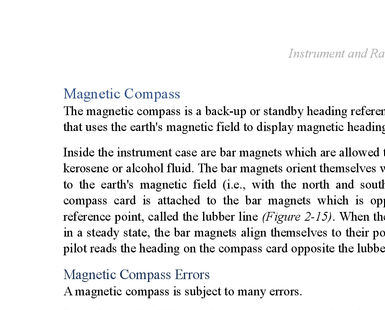 Instrument and Ra
Magnetic Compass
The magnetic compass is a back-up or standby heading referen
that uses the earth's magnetic field to display magnetic heading
Inside the instrument case are bar magnets which are allowed t
kerosene or alcohol fluid. The bar magnets orient themselves w
to the earth's magnetic field (i.e., with the north and south
compass card is attached to the bar magnets which is opp
reference point, called the lubber line (Figure 2-15). When the
in a steady state, the bar magnets align themselves to their po
pilot reads the heading on the compass card opposite the lubbe
Magnetic Compass Errors
A magnetic compass is subject to many errors.